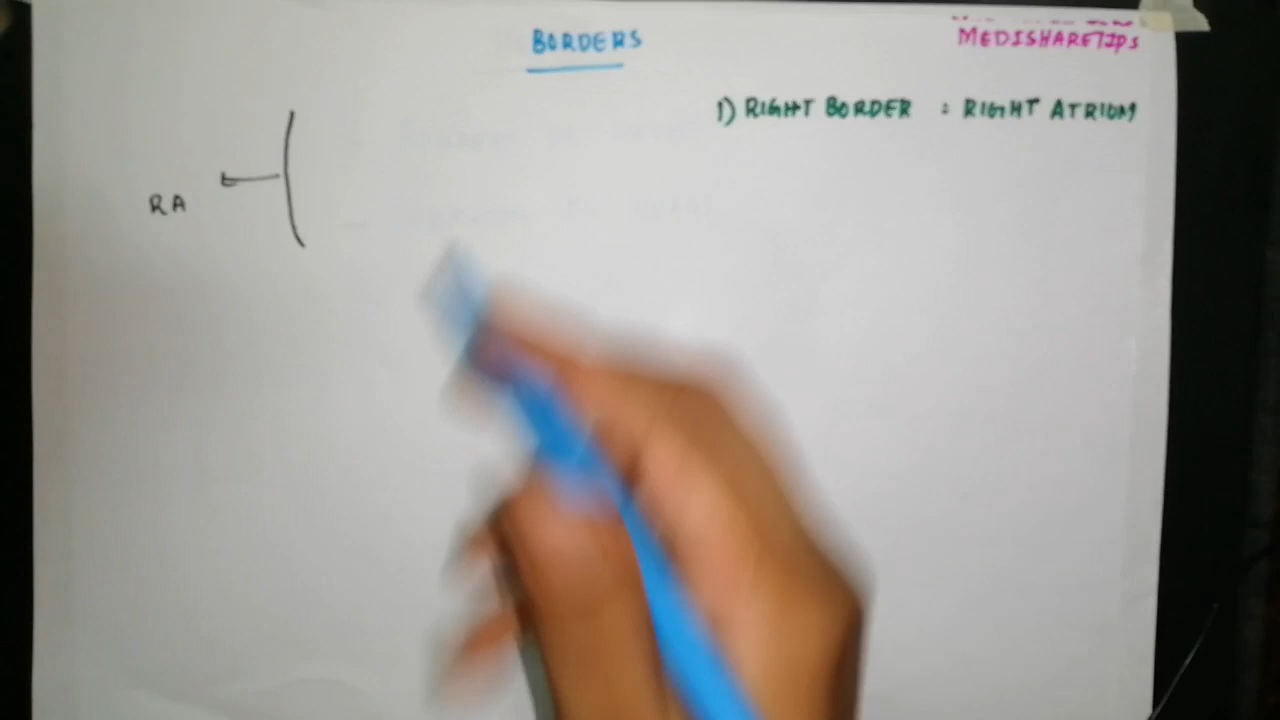 BORDERS
MEDISHARETIPS
1) RIGHT BORDER : RIGHT ATRIUM
RA